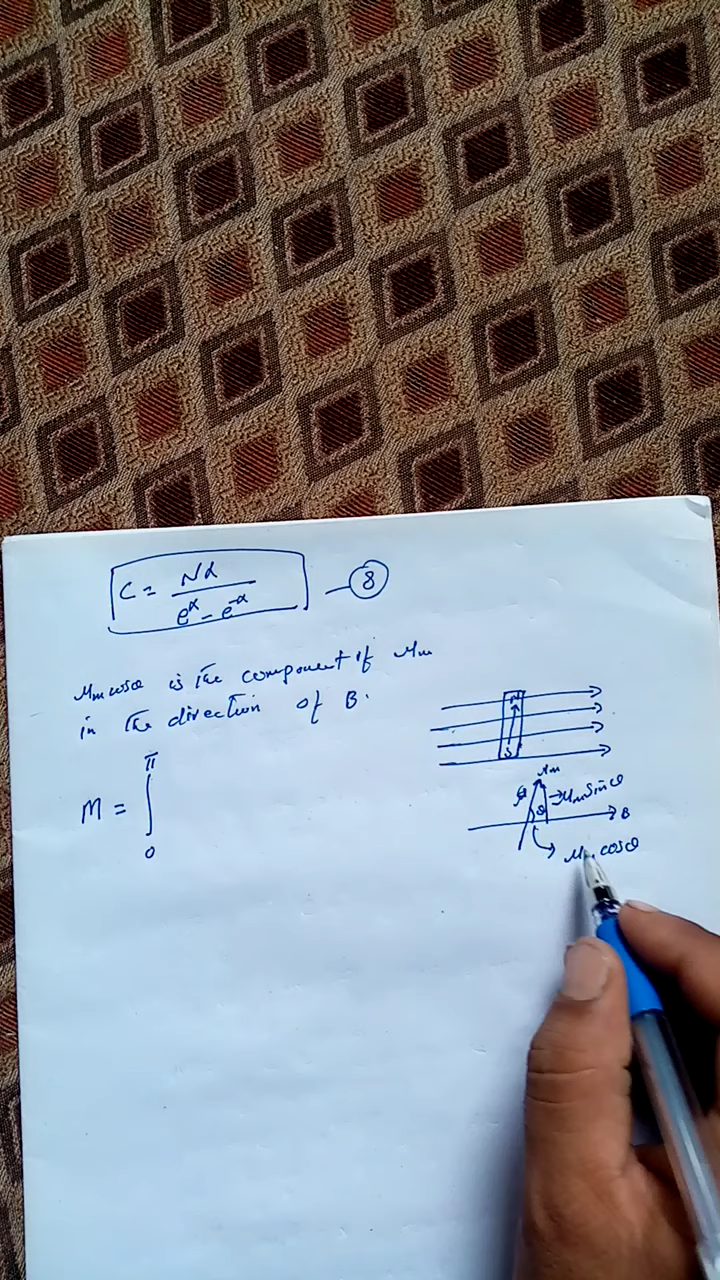 C = Nα / e^α - e^-α — 8
μm cosθ is the component of μm
in the direction of B.
M = ∫
π
0
N
S
μm
θ
μm sinθ
B
μm cosθ